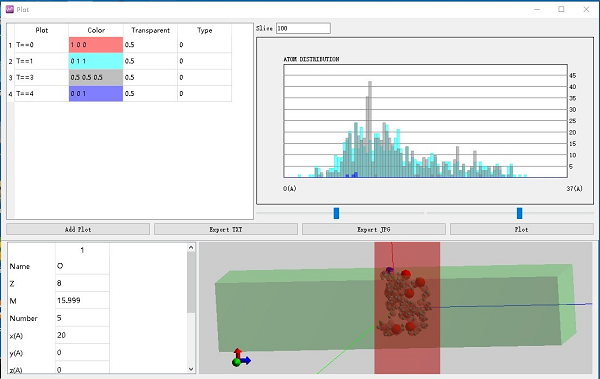 Plot
Plot Color Transparent Type
1 T==0 1 0 0 0.5 0
2 T==1 0 1 1 0.5 0
3 T==3 0.5 0.5 0.5 0.5 0
4 T==4 0 0 1 0.5 0
Slice 100
ATOM DISTRIBUTION
45
40
35
30
25
20
15
10
5
0(A) 37(A)
Add Plot Export TXT Export JPG Plot
1
Name O
Z 8
M 15.999
Number 5
x(A) 20
y(A) 0
z(A) 0